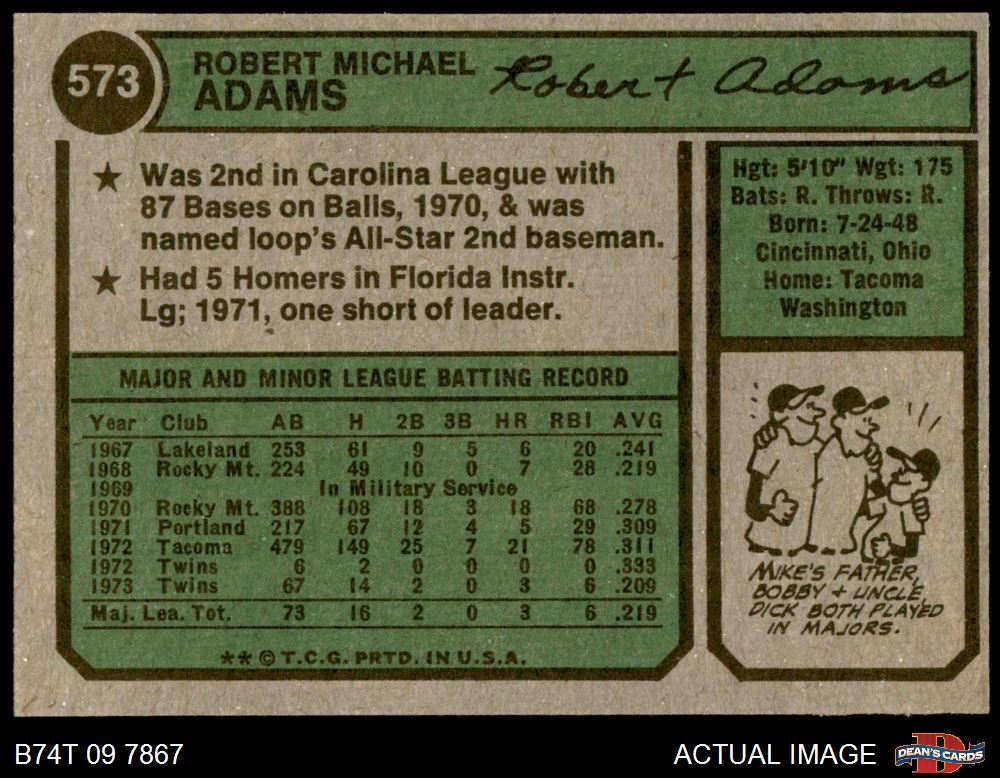 573
ROBERT MICHAEL
ADAMS
Robert Adams
★ Was 2nd in Carolina League with
87 Bases on Balls, 1970, & was
named loop's All-Star 2nd baseman.
★ Had 5 Homers in Florida Instr.
Lg; 1971, one short of leader.
Hgt: 5'10" Wgt: 175
Bats: R. Throws: R.
Born: 7-24-48
Cincinnati, Ohio
Home: Tacoma
Washington
MAJOR AND MINOR LEAGUE BATTING RECORD
Year Club AB H 2B 3B HR RBI AVG
1967 Lakeland 253 61 9 5 6 20 .241
1968 Rocky Mt. 224 49 10 0 7 28 .219
1969 In Military Service
1970 Rocky Mt. 388 108 18 3 18 68 .278
1971 Portland 217 67 12 4 5 29 .309
1972 Tacoma 479 149 25 7 21 78 .311
1972 Twins 6 2 0 0 0 0 .333
1973 Twins 67 14 2 0 3 6 .209
Maj. Lea. Tot. 73 16 2 0 3 6 .219
** © T.C.G. PRTD. IN U.S.A.
MIKE'S FATHER,
BOBBY + UNCLE,
DICK BOTH PLAYED
IN MAJORS.
B74T 09 7867
ACTUAL IMAGE
D
DEAN'S CARDS